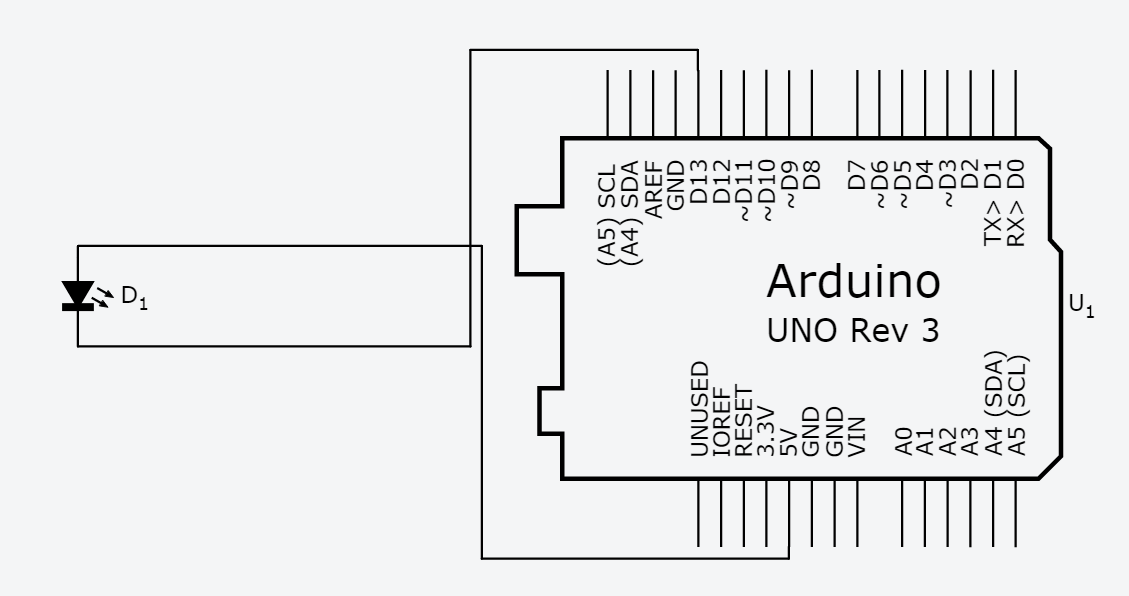 (A5) SCL
(A4) SDA
AREF
GND
D13
D12
~D11
~D10
~D9
D8
D7
~D6
~D5
D4
~D3
D2
TX> D1
RX> D0
Arduino
UNO Rev 3
D1
U1
UNUSED
IOREF
RESET
3.3V
5V
GND
GND
VIN
A0
A1
A2
A3
A4 (SDA)
A5 (SCL)